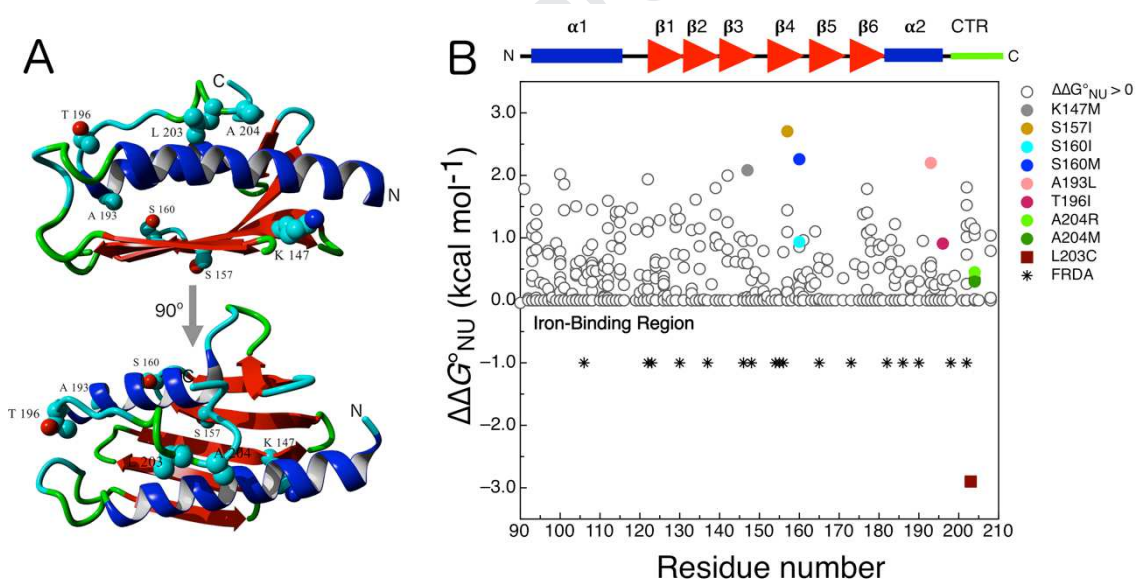 A
C
T 196
L 203
A 204
N
A 193
S 160
S 157
K 147
90º
S 160
C
A 193
T 196
N
S 157
K 147
203
A 204
B
α1 β1 β2 β3 β4 β5 β6 α2 CTR
N C
ΔΔG°NU (kcal mol-1)
3.0
2.0
1.0
0.0
−1.0
−2.0
−3.0
Iron-Binding Region
90 100 110 120 130 140 150 160 170 180 190 200 210
Residue number
ΔΔG°NU > 0
K147M
S157I
S160I
S160M
A193L
T196I
A204R
A204M
L203C
FRDA